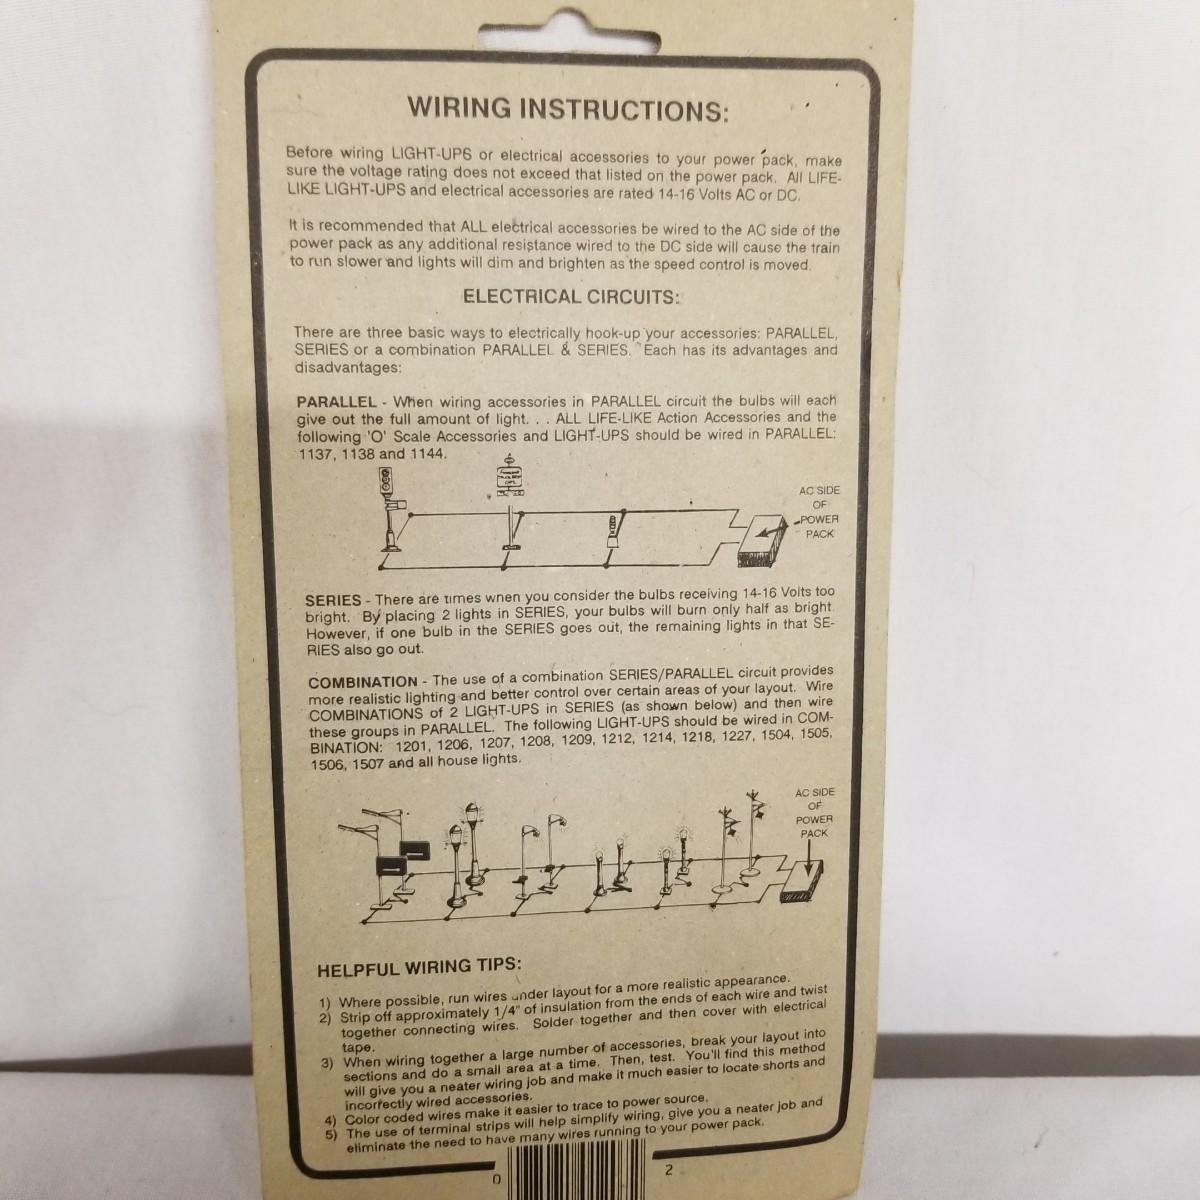 WIRING INSTRUCTIONS:
Before wiring LIGHT-UPS or electrical accessories to your power pack, make
sure the voltage rating does not exceed that listed on the power pack. All LIFE-
LIKE LIGHT-UPS and electrical accessories are rated 14-16 Volts AC or DC.
It is recommended that ALL electrical accessories be wired to the AC side of the
power pack as any additional resistance wired to the DC side will cause the train
to run slower and lights will dim and brighten as the speed control is moved.
ELECTRICAL CIRCUITS:
There are three basic ways to electrically hook-up your accessories: PARALLEL,
SERIES or a combination PARALLEL & SERIES. Each has its advantages and
disadvantages:
PARALLEL - When wiring accessories in PARALLEL circuit the bulbs will each
give out the full amount of light. . . ALL LIFE-LIKE Action Accessories and the
following 'O' Scale Accessories and LIGHT-UPS should be wired in PARALLEL:
1137, 1138 and 1144.
AC SIDE
OF
POWER
PACK
SERIES - There are times when you consider the bulbs receiving 14-16 Volts too
bright. By placing 2 lights in SERIES, your bulbs will burn only half as bright.
However, if one bulb in the SERIES goes out, the remaining lights in that SE-
RIES also go out.
COMBINATION - The use of a combination SERIES/PARALLEL circuit provides
more realistic lighting and better control over certain areas of your layout. Wire
COMBINATIONS of 2 LIGHT-UPS in SERIES (as shown below) and then wire
these groups in PARALLEL. The following LIGHT-UPS should be wired in COM-
BINATION: 1201, 1206, 1207, 1208, 1209, 1212, 1214, 1218, 1227, 1504, 1505,
1506, 1507 and all house lights.
AC SIDE
OF
POWER
PACK
HELPFUL WIRING TIPS:
1) Where possible, run wires under layout for a more realistic appearance.
2) Strip off approximately 1/4" of insulation from the ends of each wire and twist
together connecting wires. Solder together and then cover with electrical
tape.
3) When wiring together a large number of accessories, break your layout into
sections and do a small area at a time. Then, test. You'll find this method
will give you a neater wiring job and make it much easier to locate shorts and
incorrectly wired accessories.
4) Color coded wires make it easier to trace to power source.
5) The use of terminal strips will help simplify wiring, give you a neater job and
eliminate the need to have many wires running to your power pack.
0 2